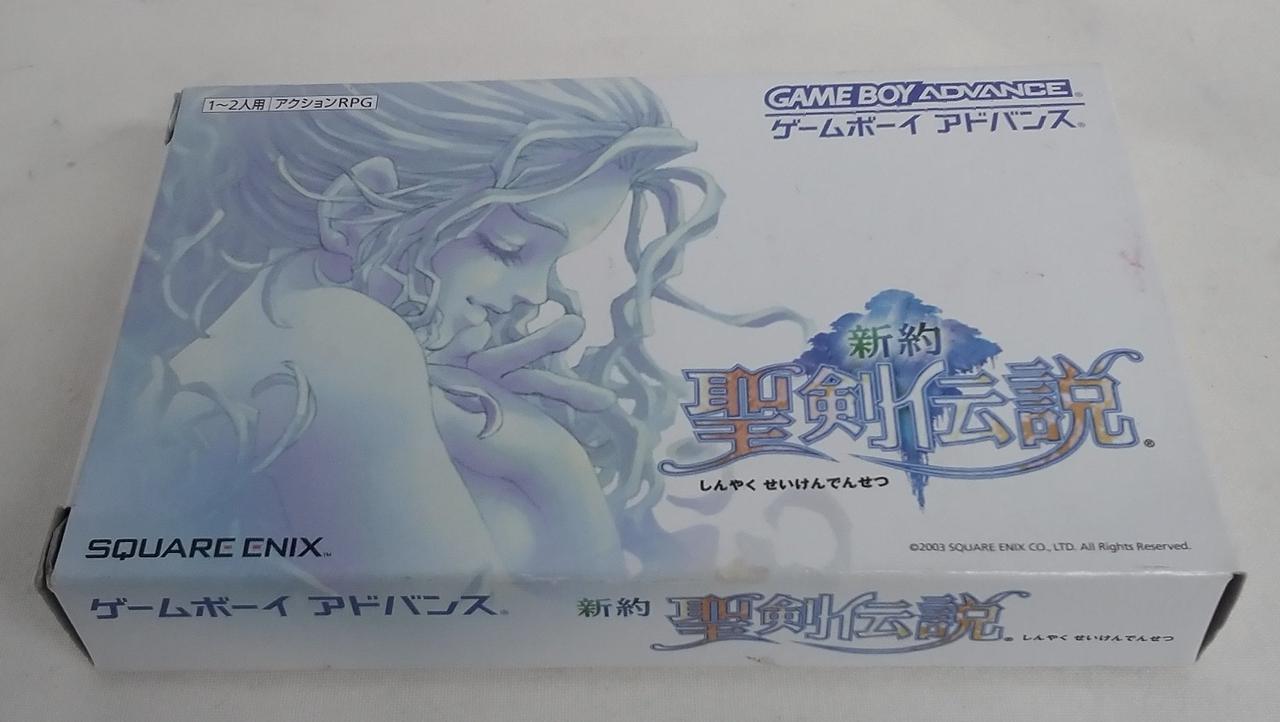 1〜2人用 アクションRPG
GAME BOY ADVANCE®
ゲームボーイ アドバンス®
新約
聖剣伝説®
しんやく せいけんでんせつ
SQUARE ENIX™
©2003 SQUARE ENIX CO., LTD. All Rights Reserved.
ゲームボーイ アドバンス® 新約 聖剣伝説® しんやく せいけんでんせつ